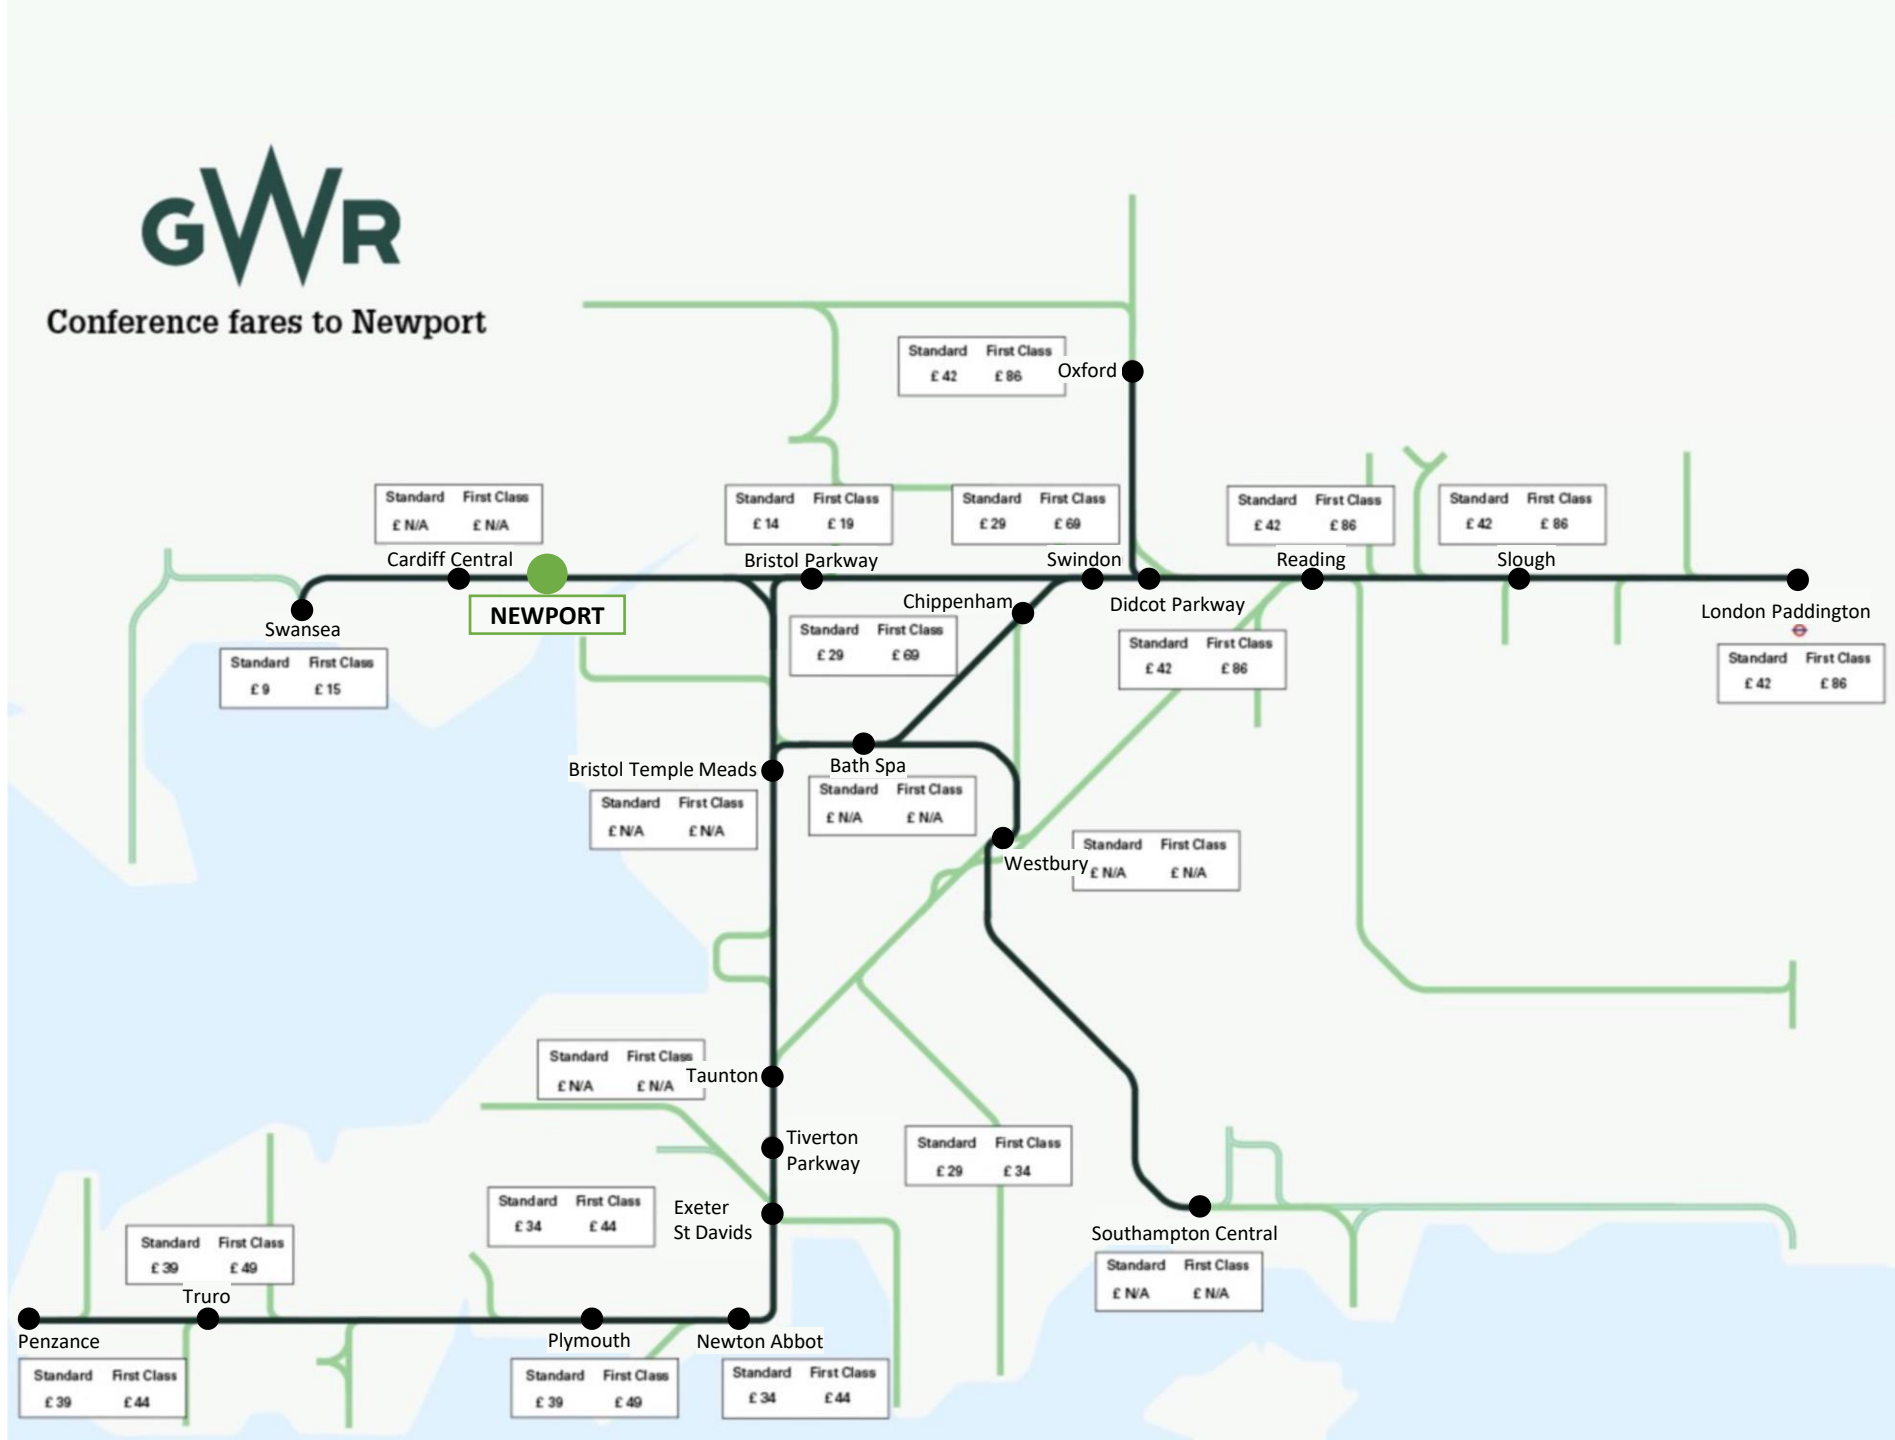 GWR
Conference fares to Newport
Standard First Class
£ 42 £ 86
Oxford
Standard First Class
£ N/A £ N/A
Cardiff Central
NEWPORT
Standard First Class
£ 14 £ 19
Bristol Parkway
Standard First Class
£ 29 £ 69
Swindon
Standard First Class
£ 42 £ 86
Reading
Standard First Class
£ 42 £ 86
Slough
Swansea
Standard First Class
£ 9 £ 15
Chippenham
Standard First Class
£ 29 £ 69
Didcot Parkway
Standard First Class
£ 42 £ 86
London Paddington
Standard First Class
£ 42 £ 86
Bristol Temple Meads
Standard First Class
£ N/A £ N/A
Bath Spa
Standard First Class
£ N/A £ N/A
Westbury
Standard First Class
£ N/A £ N/A
Standard First Class
£ N/A £ N/A
Taunton
Tiverton
Parkway
Standard First Class
£ 29 £ 34
Standard First Class
£ 34 £ 44
Exeter
St Davids
Southampton Central
Standard First Class
£ N/A £ N/A
Standard First Class
£ 39 £ 49
Truro
Penzance
Standard First Class
£ 39 £ 44
Plymouth
Standard First Class
£ 39 £ 49
Newton Abbot
Standard First Class
£ 34 £ 44